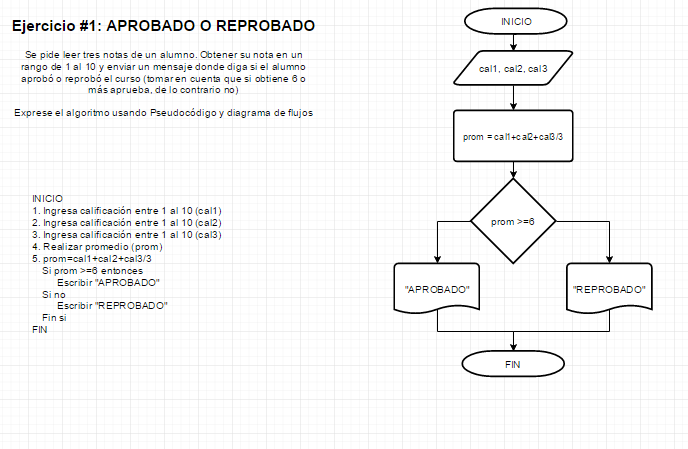 Ejercicio #1: APROBADO O REPROBADO
Se pide leer tres notas de un alumno. Obtener su nota en un
rango de 1 al 10 y enviar un mensaje donde diga si el alumno
aprobó o reprobó el curso (tomar en cuenta que si obtiene 6 o
más aprueba, de lo contrario no)
Exprese el algoritmo usando Pseudocódigo y diagrama de flujos
INICIO
1. Ingresa calificación entre 1 al 10 (cal1)
2. Ingresa calificación entre 1 al 10 (cal2)
3. Ingresa calificación entre 1 al 10 (cal3)
4. Realizar promedio (prom)
5. prom=cal1+cal2+cal3/3
Si prom >=6 entonces
Escribir "APROBADO"
Si no
Escribir "REPROBADO"
Fin si
FIN
INICIO
cal1, cal2, cal3
prom =cal1+cal2+cal3/3
prom >=6
"APROBADO"
"REPROBADO"
FIN